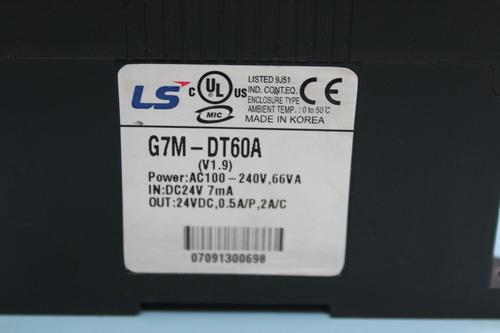 LS
C UL US
MIC
LISTED 9J51
IND. CONT.EQ.
ENCLOSURE TYPE
AMBIENT TEMP.: 0 to 50℃
MADE IN KOREA
CE
G7M-DT60A
(V1.9)
Power:AC100-240V,66VA
IN:DC24V 7mA
OUT:24VDC,0.5A/P,2A/C
07091300698